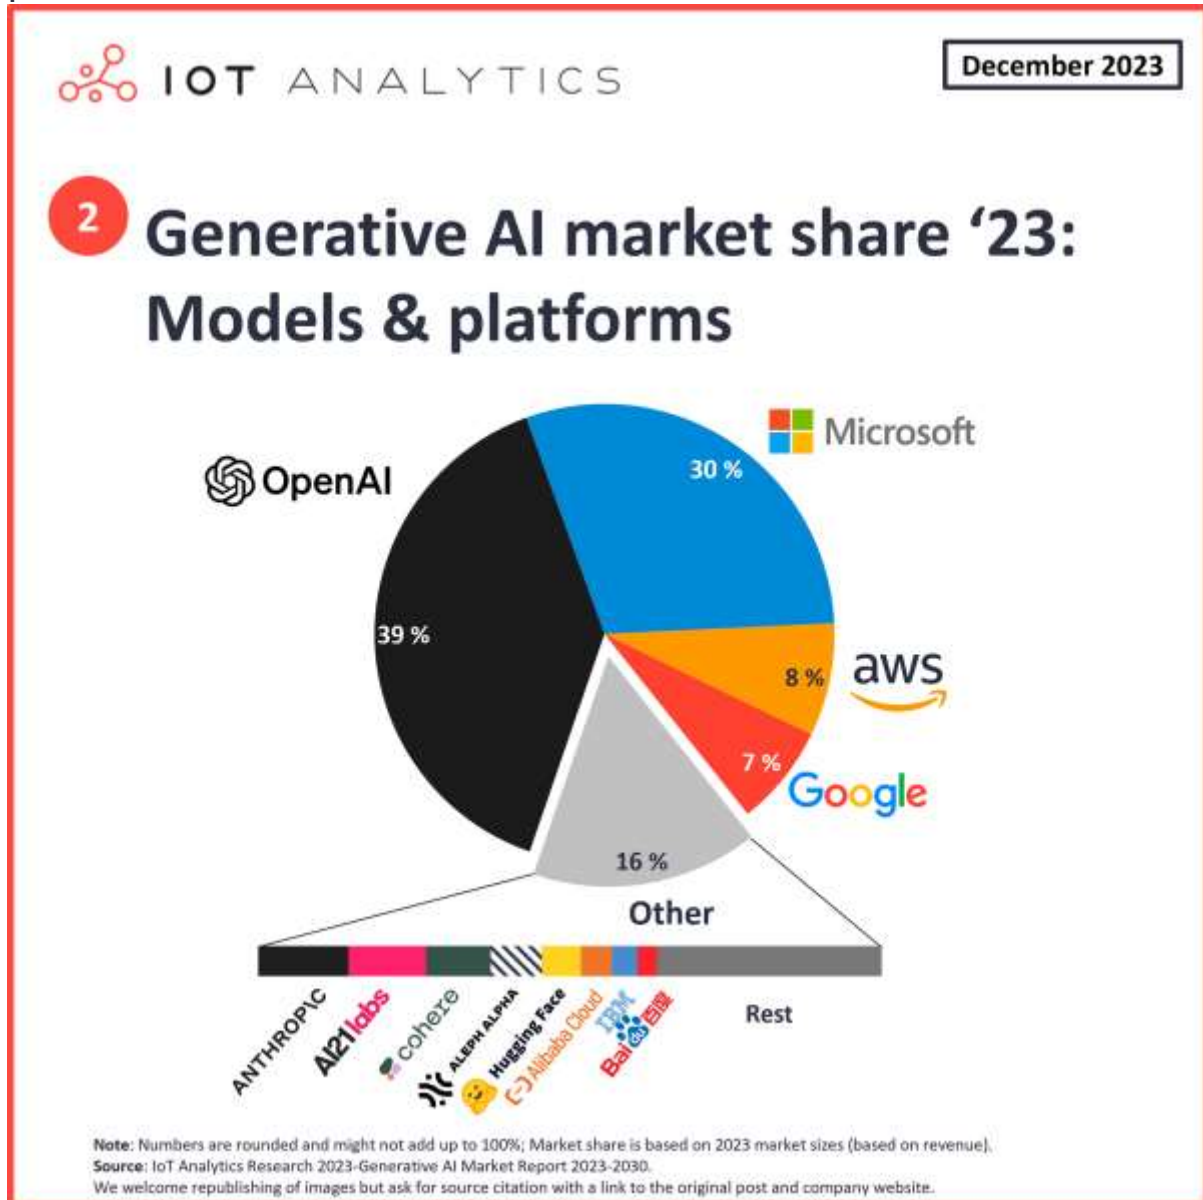 IOT ANALYTICS
December 2023
2
Generative AI market share ‘23:
Models & platforms
OpenAI
Microsoft
30 %
39 %
aws
8 %
7 %
Google
16 %
Other
ANTHROP\C
AI21labs
cohere
ALEPH ALPHA
Hugging Face
Alibaba Cloud
IBM
Baidu百度
Rest
Note: Numbers are rounded and might not add up to 100%; Market share is based on 2023 market sizes (based on revenue).
Source: IoT Analytics Research 2023-Generative AI Market Report 2023-2030.
We welcome republishing of images but ask for source citation with a link to the original post and company website.